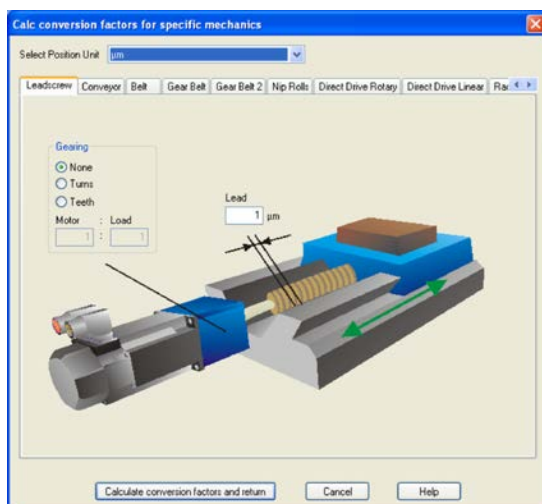 Calc conversion factors for specific mechanics
Select Position Unit µm
Leadscrew Conveyor Belt Gear Belt Gear Belt 2 Nip Rolls Direct Drive Rotary Direct Drive Linear
Gearing
None
Turns
Teeth
Motor : Load
1 : 1
Lead
1 µm
Calculate conversion factors and return Cancel Help